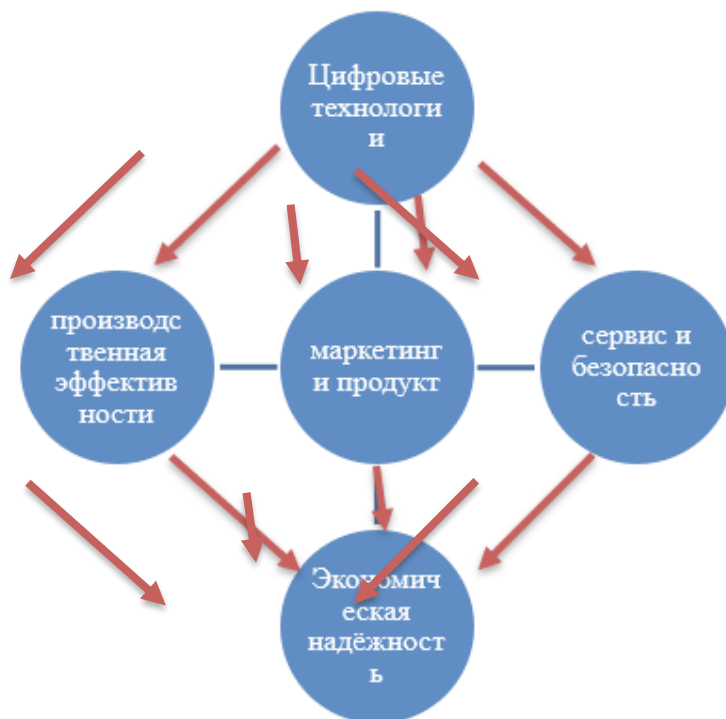 Цифровые
технологи
и
производс
твенная
эффектив
ности
маркетинг
и продукт
сервис и
безопасно
сть
Экономич
еская
надёжност
ь